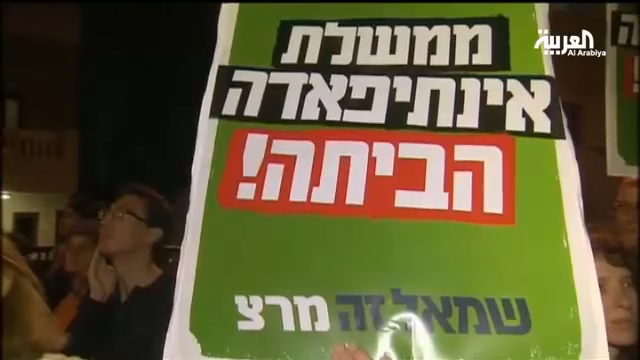 ממשלת
אינתיפאדה
הביתה!
שמאל זה מרצ
العربية
Al Arabiya